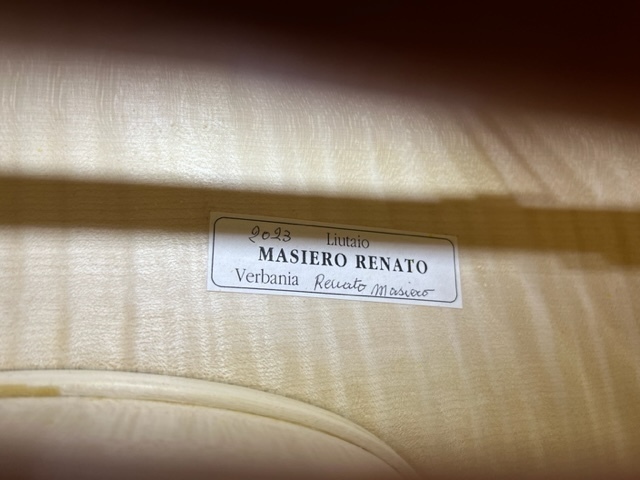 2023 Liutaio
MASIERO RENATO
Verbania Renato Masiero